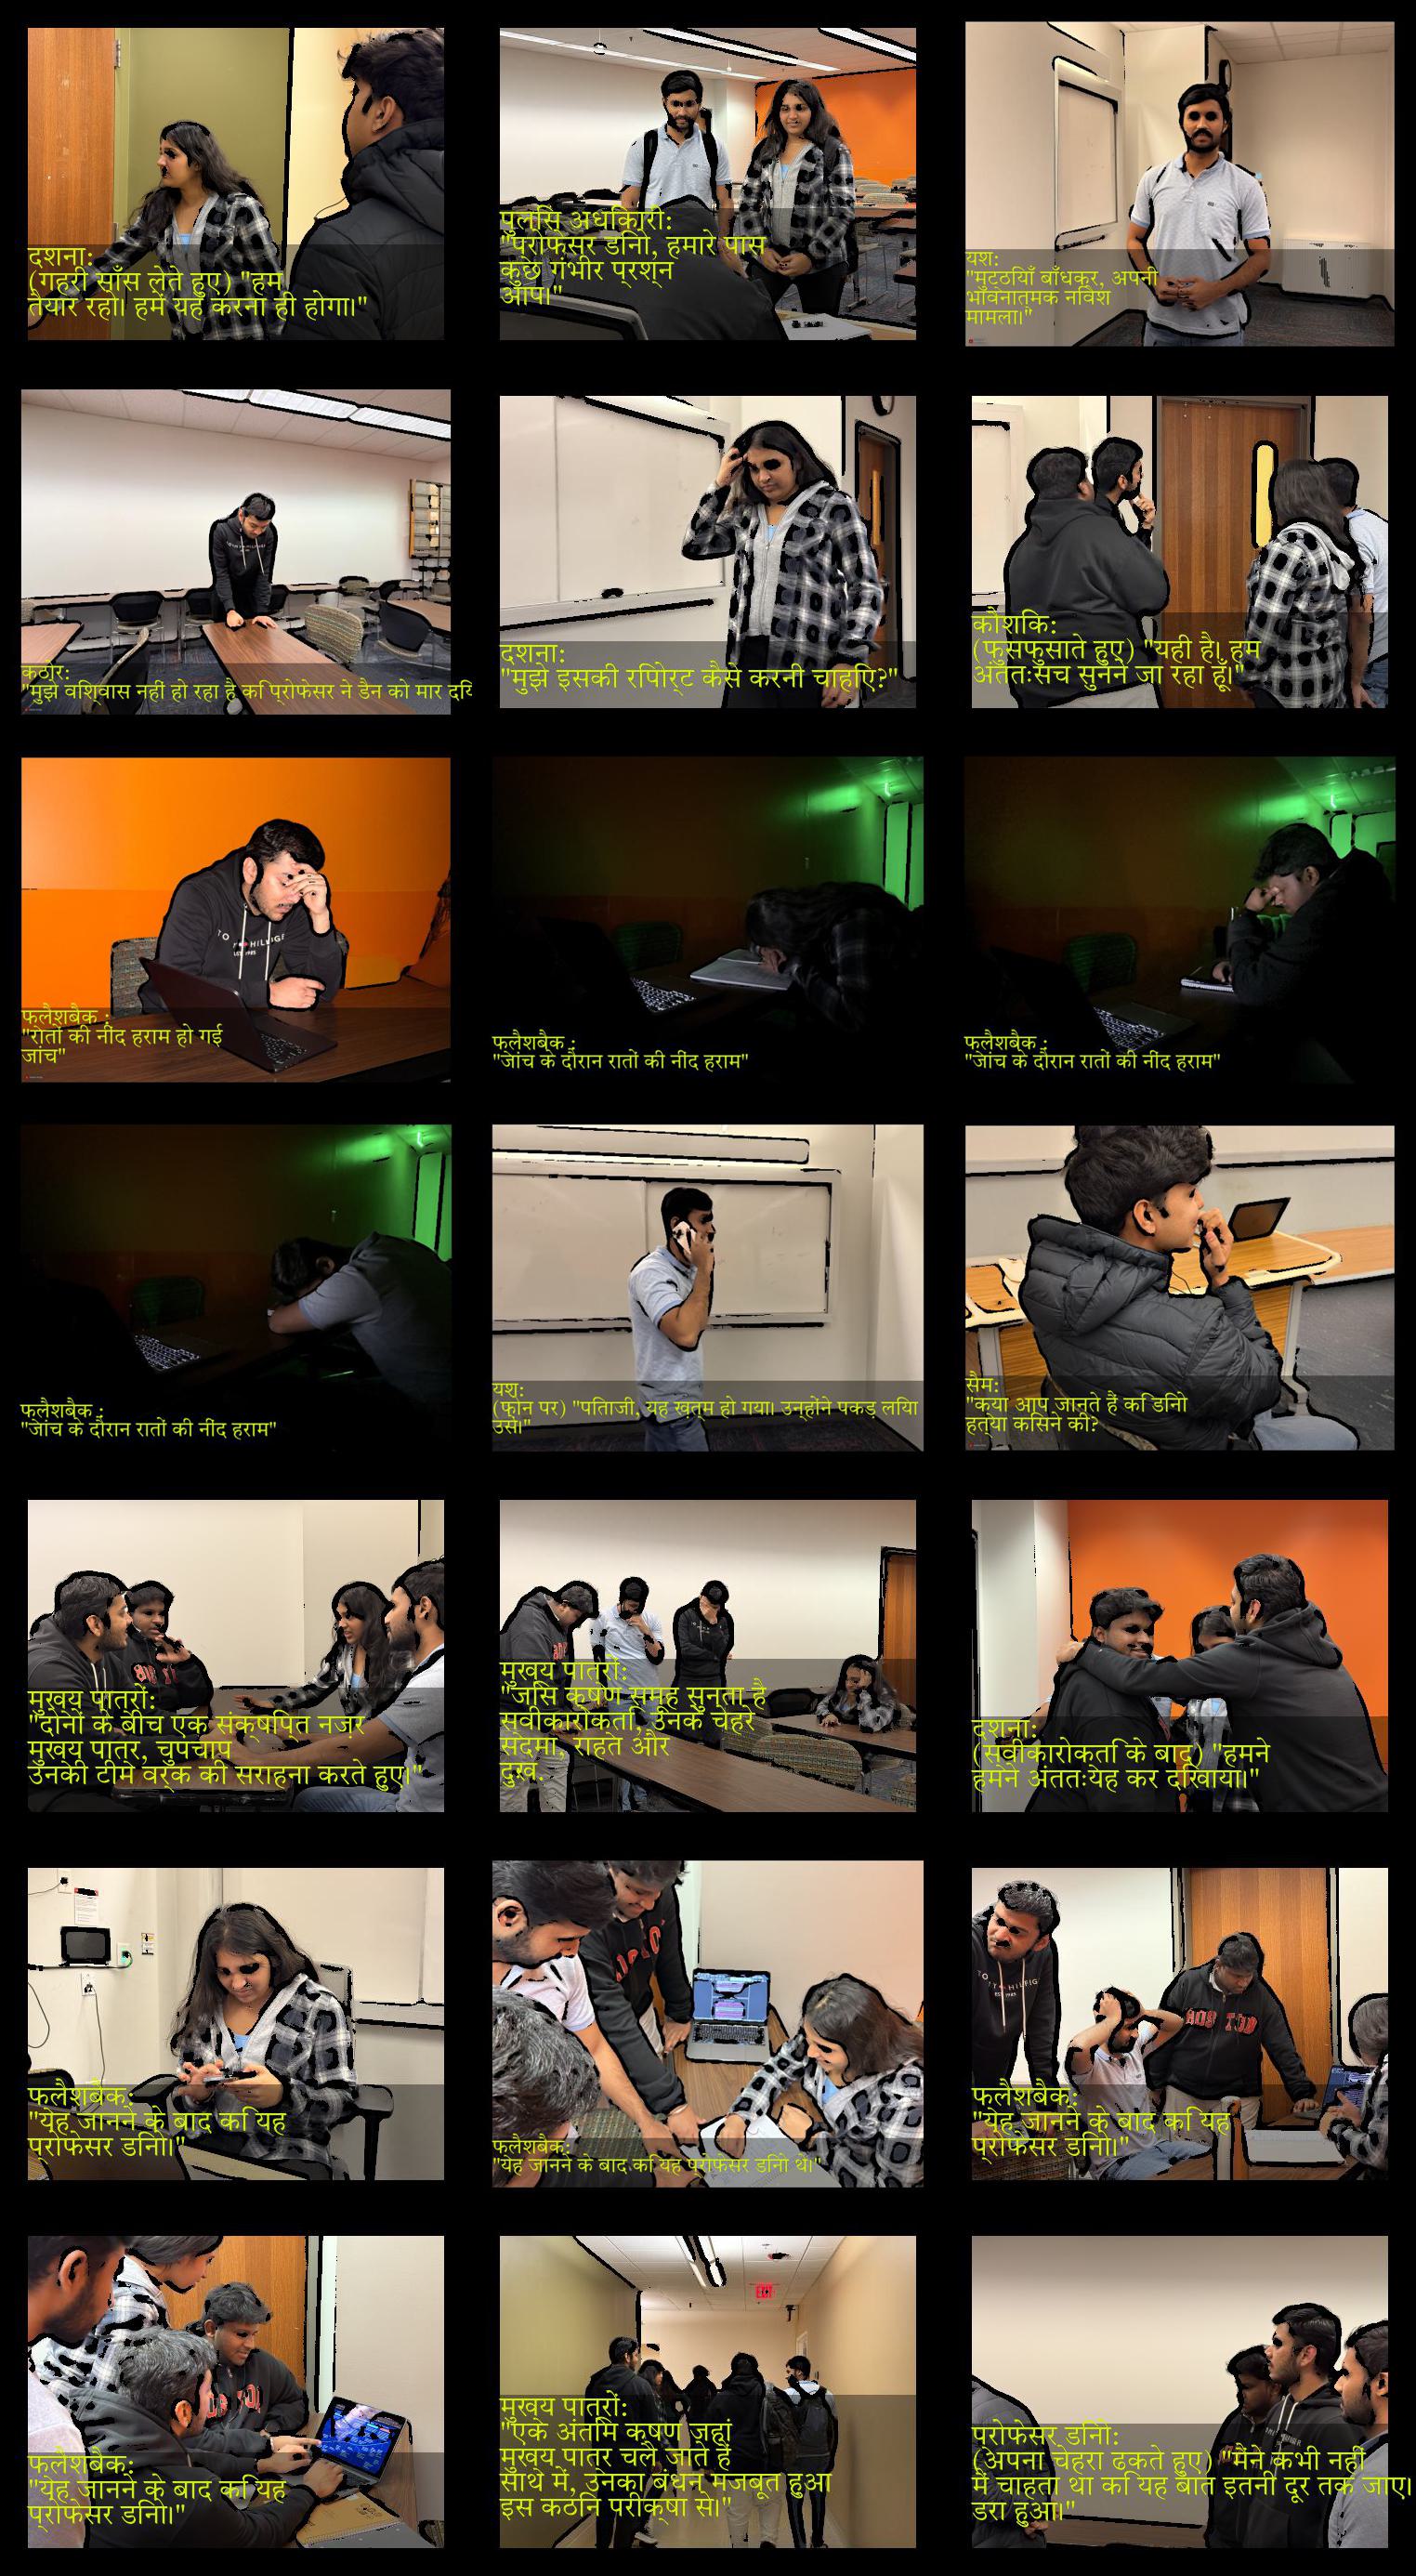 दर्शना:
(गहरी साँस लेते हुए) "हम
तैयार रहो। हमें यह करना ही होगा।"
पुलिस अधिकारी:
"प्रोफेसर डिनो, हमारे पास
कुछ गंभीर प्रश्न
आप।"
यश:
"मुट्ठियाँ बाँधकर, अपनी
भावनात्मक निवेश
मामला।"
कठोर:
"मुझे विश्वास नहीं हो रहा है कि प्रोफेसर ने डैन को मार
दर्शना:
"मुझे इसकी रिपोर्ट कैसे करनी चाहिए?"
कौशिक:
(फुसफुसाते हुए) "यही है। हम
अंततः सच सुनने जा रहा हूँ।"
फ्लैशबैक :
"रातों की नींद हराम हो गई
जांच"
फ्लैशबैक :
"जांच के दौरान रातों की नींद हराम"
फ्लैशबैक :
"जांच के दौरान रातों की नींद हराम"
फ्लैशबैक :
"जांच के दौरान रातों की नींद हराम"
यश:
(फ़ोन पर) "पिताजी, यह खत्म हो गया। उन्होंने पकड़ लिया
उसे।"
सैम:
"क्या आप जानते हैं कि डिनो
हत्या किसने की?
मुख्य पात्रों:
"दोनों के बीच एक संक्षिप्त नज़र
मुख्य पात्र, चुपचाप
उनकी टीम वर्क की सराहना करते हुए।"
मुख्य पात्रों:
"जिस क्षण समूह सुनता है
स्वीकारोक्ति, उनके चेहरे
सदमा, राहत और
दुख.
दर्शना:
(स्वीकारोक्ति के बाद) "हमने
हमने अंततः यह कर दिखाया।"
फ्लैशबैक:
"यह जानने के बाद कि यह
प्रोफेसर डिनो।"
फ्लैशबैक:
"यह जानने के बाद कि यह प्रोफेसर डिनो थे।"
फ्लैशबैक:
"यह जानने के बाद कि यह
प्रोफेसर डिनो।"
फ्लैशबैक:
"यह जानने के बाद कि यह
प्रोफेसर डिनो।"
मुख्य पात्रों:
"एक अंतिम क्षण जहां
मुख्य पात्र चले जाते हैं
साथ में, उनका बंधन मजबूत हुआ
इस कठिन परीक्षा से।"
प्रोफेसर डिनो:
(अपना चेहरा ढकते हुए) "मैंने कभी नहीं
मैं चाहता था कि यह बात इतनी दूर तक जाए।
डरा हुआ।"